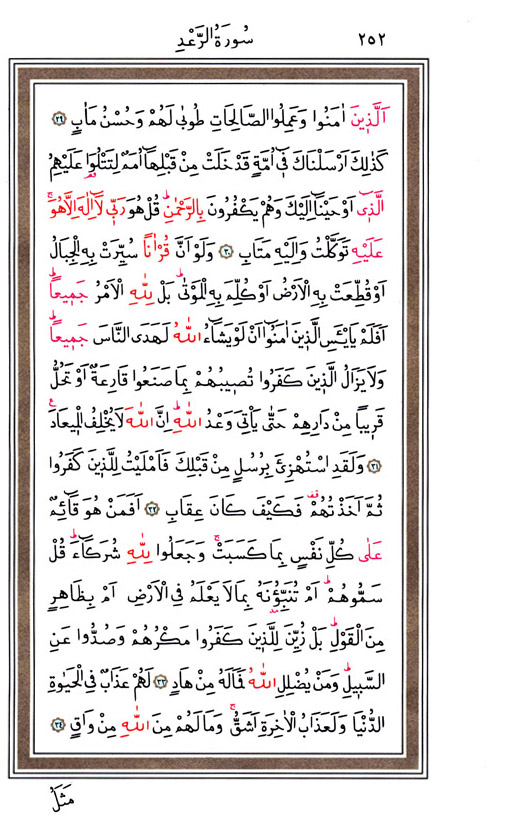 ٢٥٢ سُورَةُ الرَّعْدِ
اَلَّذ۪ينَ اٰمَنُوا وَعَمِلُوا الصَّالِحَاتِ طُوبٰى لَهُمْ وَحُسْنُ مَاٰبٍ ﴿٢٩﴾
كَذٰلِكَ اَرْسَلْنَاكَ ف۪ٓي اُمَّةٍ قَدْ خَلَتْ مِنْ قَبْلِهَٓا اُمَمٌ لِتَتْلُوَ۬ا عَلَيْهِمُ
الَّذ۪ٓي اَوْحَيْنَٓا اِلَيْكَ وَهُمْ يَكْفُرُونَ بِالرَّحْمٰنِۜ قُلْ هُوَ رَبّ۪ي لَٓا اِلٰهَ اِلَّا هُوَۚ
عَلَيْهِ تَوَكَّلْتُ وَاِلَيْهِ مَتَابِ ﴿٣٠﴾ وَلَوْ اَنَّ قُرْاٰنًا سُيِّرَتْ بِهِ الْجِبَالُ
اَوْ قُطِّعَتْ بِهِ الْاَرْضُ اَوْ كُلِّمَ بِهِ الْمَوْتٰىۜ بَلْ لِلّٰهِ الْاَمْرُ جَم۪يعًاۜ
اَفَلَمْ يَا۬يْـَٔسِ الَّذ۪ينَ اٰمَنُٓوا اَنْ لَوْ يَشَٓاءُ اللّٰهُ لَهَدَى النَّاسَ جَم۪يعًاۜ
وَلَا يَزَالُ الَّذ۪ينَ كَفَرُوا تُص۪يبُهُمْ بِمَا صَنَعُوا قَارِعَةٌ اَوْ تَحُلُّ
قَر۪يبًا مِنْ دَارِهِمْ حَتّٰى يَأْتِيَ وَعْدُ اللّٰهِۜ اِنَّ اللّٰهَ لَا يُخْلِفُ الْم۪يعَادَ۟
﴿٣١﴾ وَلَقَدِ اسْتُهْزِئَ بِرُسُلٍ مِنْ قَبْلِكَ فَاَمْلَيْتُ لِلَّذ۪ينَ كَفَرُوا
ثُمَّ اَخَذْتُهُمْ۠ فَكَيْفَ كَانَ عِقَابِ ﴿٣٢﴾ اَفَمَنْ هُوَ قَٓائِمٌ
عَلٰى كُلِّ نَفْسٍ بِمَا كَسَبَتْۚ وَجَعَلُوا لِلّٰهِ شُرَكَٓاءَۜ قُلْ
سَمُّوهُمْۜ اَمْ تُنَبِّؤُ۫نَهُ بِمَا لَا يَعْلَمُ فِي الْاَرْضِ اَمْ بِظَاهِرٍ
مِنَ الْقَوْلِۜ بَلْ زُيِّنَ لِلَّذ۪ينَ كَفَرُوا مَكْرُهُمْ وَصُدُّوا عَنِ
السَّب۪يلِۜ وَمَنْ يُضْلِلِ اللّٰهُ فَمَا لَهُ مِنْ هَادٍ ﴿٣٣﴾ لَهُمْ عَذَابٌ فِي الْحَيٰوةِ
الدُّنْيَا وَلَعَذَابُ الْاٰخِرَةِ اَشَقُّۚ وَمَا لَهُمْ مِنَ اللّٰهِ مِنْ وَاقٍ ﴿٣٤﴾
مَثَلُ